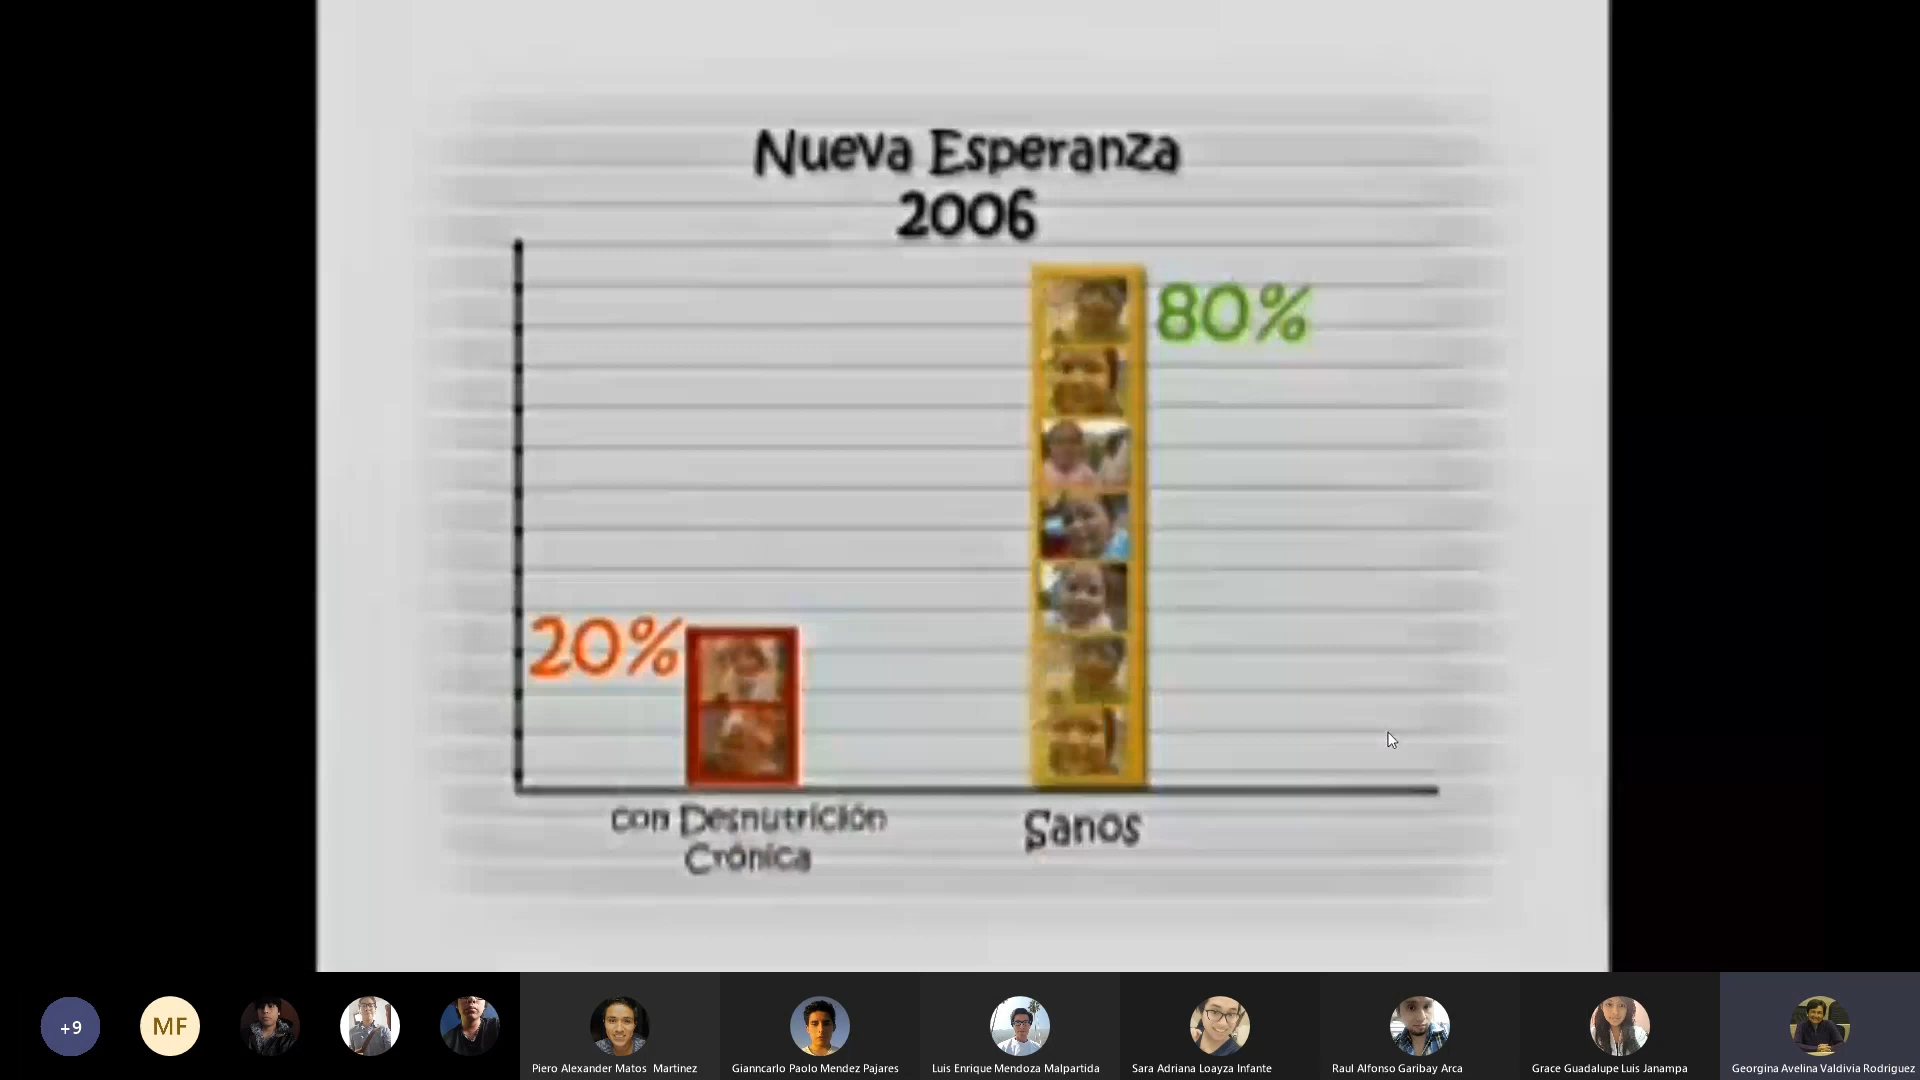 Nueva Esperanza
2006
80%
20%
con Desnutrición
Crónica
Sanos
+9
MF
Piero Alexander Matos Martinez
Gianncarlo Paolo Mendez Pajares
Luis Enrique Mendoza Malpartida
Sara Adriana Loayza Infante
Raul Alfonso Garibay Arca
Grace Guadalupe Luis Janampa
Georgina Avelina Valdivia Rodriguez